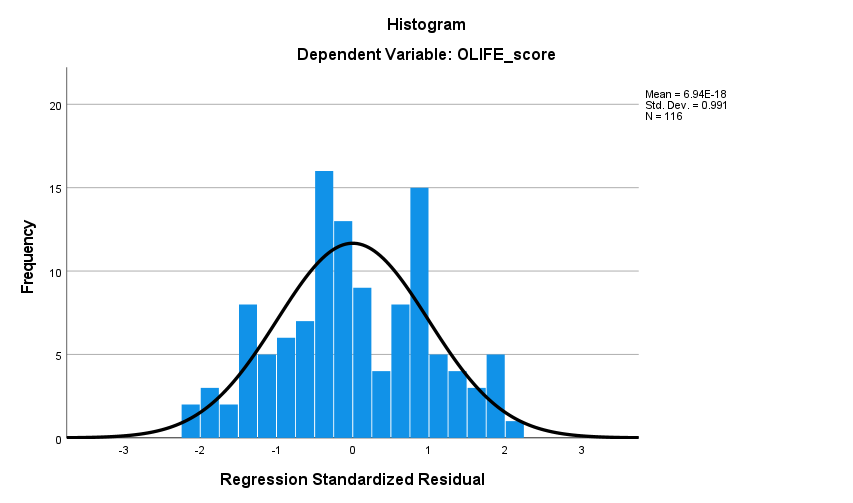 Histogram
Dependent Variable: OLIFE_score
Mean = 6.94E-18
Std. Dev. = 0.991
N = 116
Frequency
20
15
10
5
0
-3 -2 -1 0 1 2 3
Regression Standardized Residual